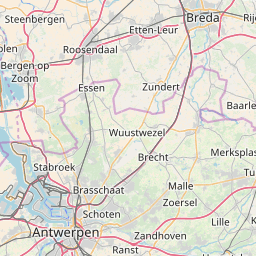 Steenbergen
Breda
Etten-Leur
Roosendaal
Bergen op
Zoom
Essen
Zundert
Baarle
Wuustwezel
Brecht
Merksplas
Stabroek
Tu
Brasschaat
Malle
Zoersel
Schoten
Lille
Antwerpen
Zandhoven
Ranst